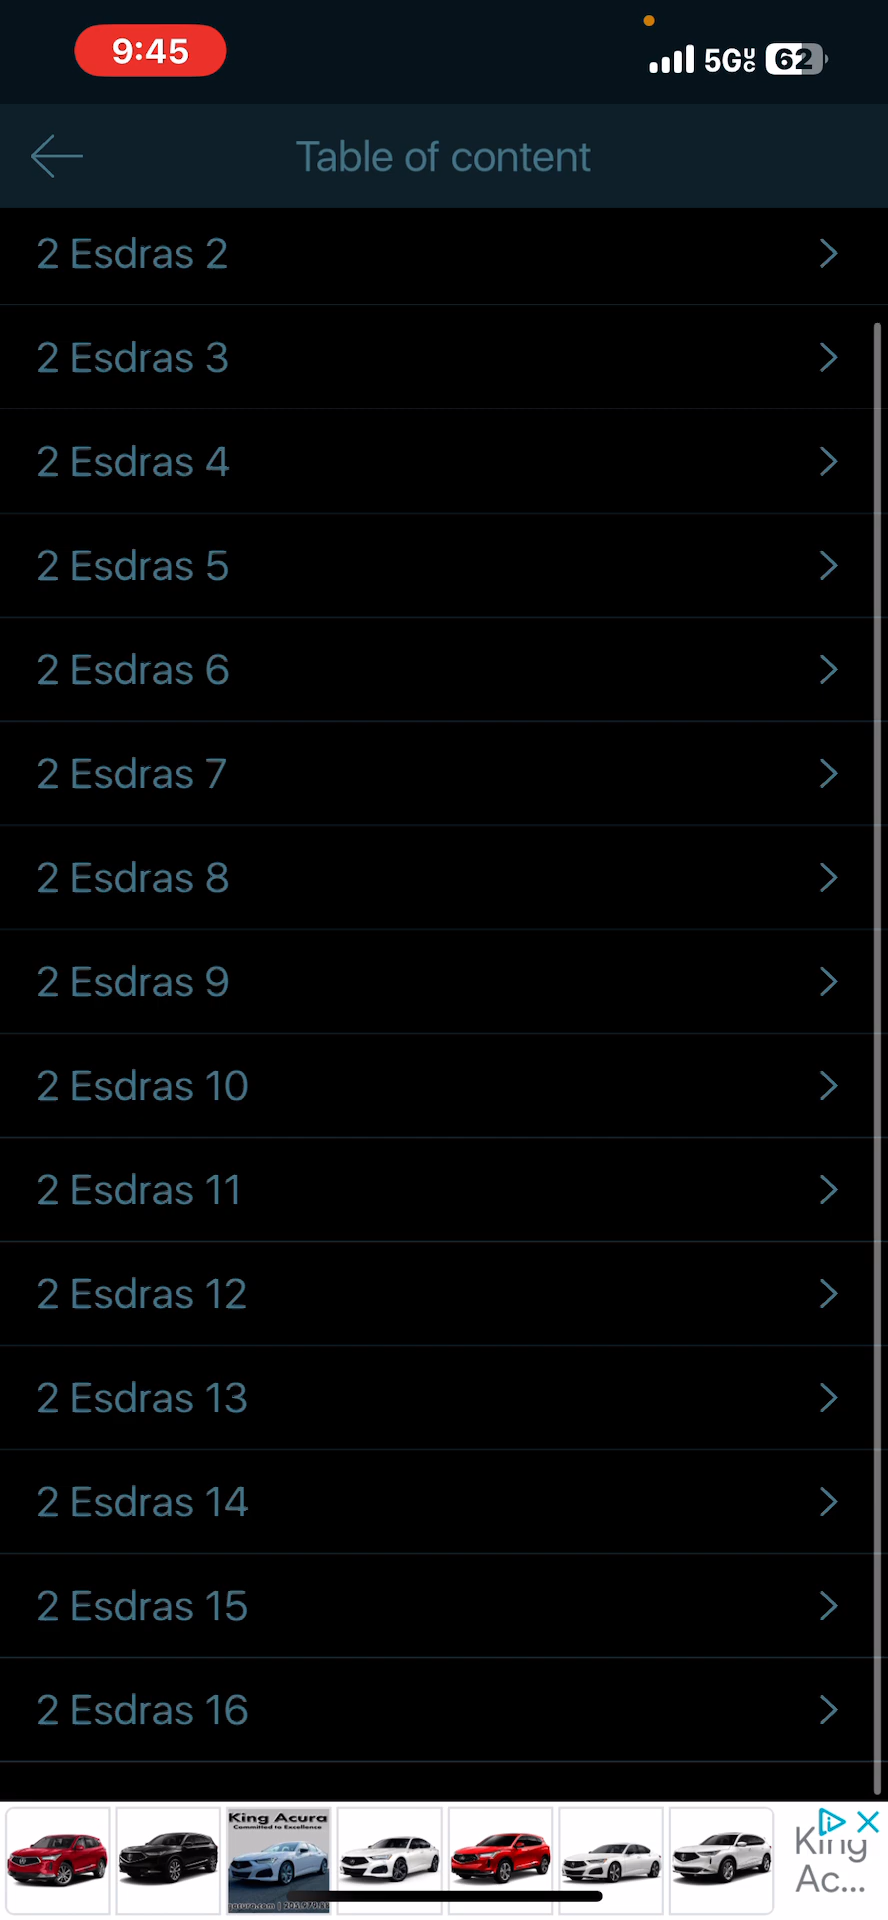 9:45
5G UC 62
Table of content
2 Esdras 2
2 Esdras 3
2 Esdras 4
2 Esdras 5
2 Esdras 6
2 Esdras 7
2 Esdras 8
2 Esdras 9
2 Esdras 10
2 Esdras 11
2 Esdras 12
2 Esdras 13
2 Esdras 14
2 Esdras 15
2 Esdras 16
King Acura
Committed to Excellence
King
Ac...